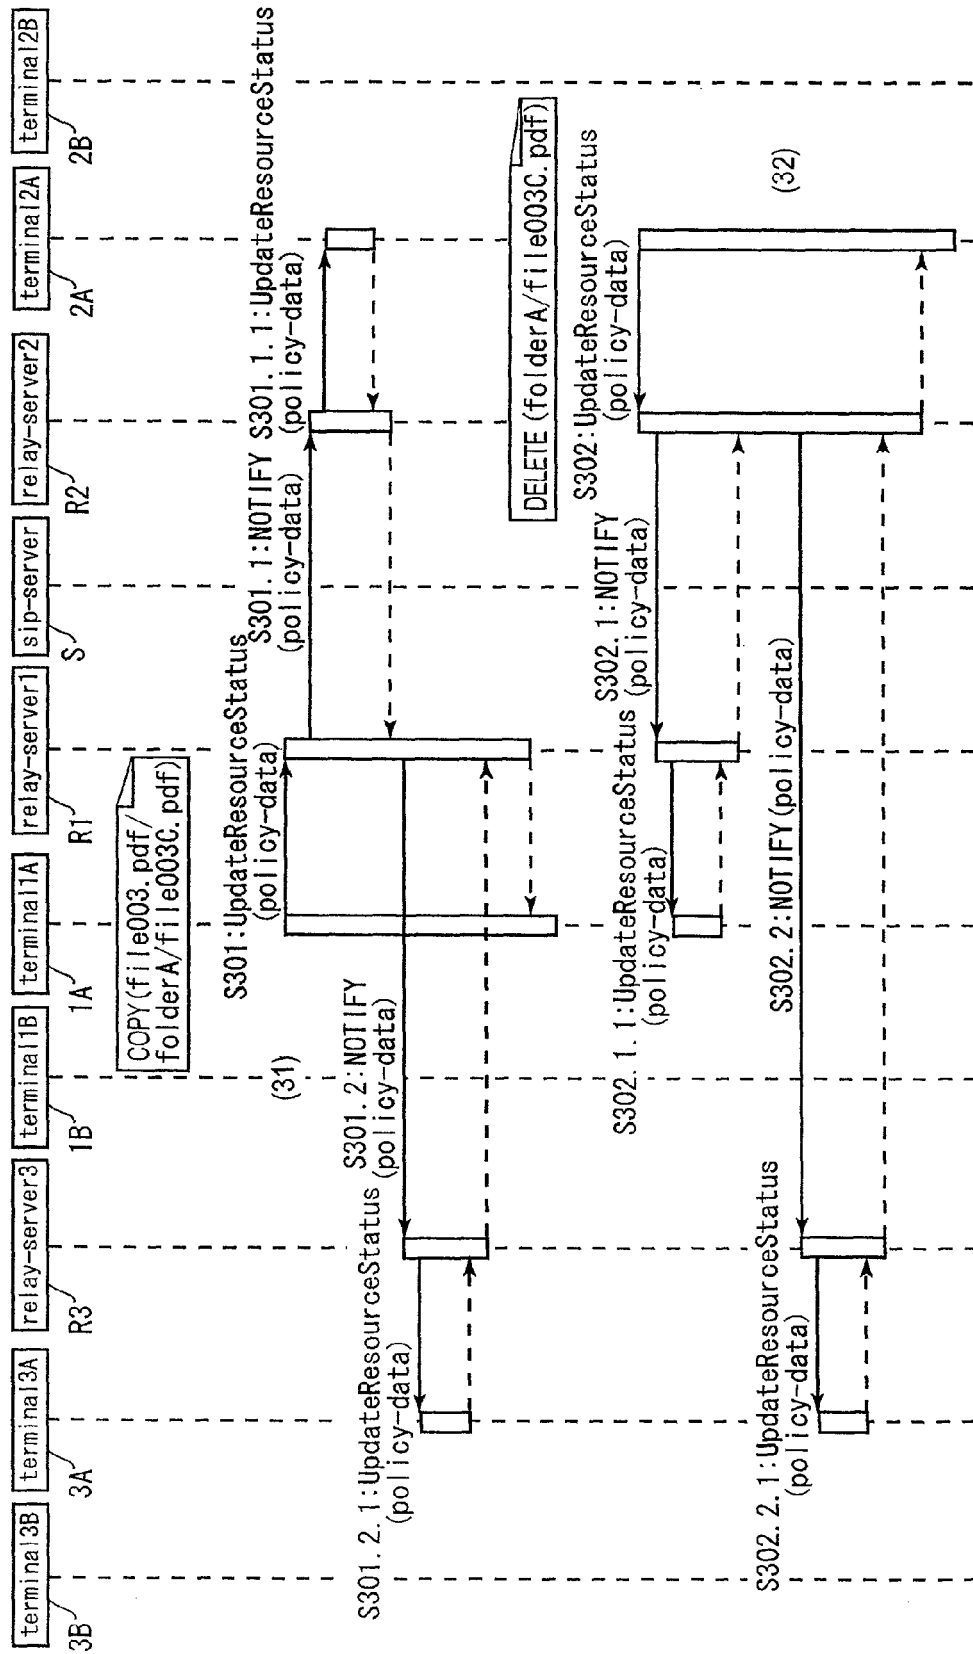 terminal3B
terminal3A
relay-server3
terminal1B
terminal1A
relay-server1
sip-server
relay-server2
terminal2A
terminal2B
3B
3A
R3
1B
1A
R1
S
R2
2A
2B
COPY(file003.pdf/
folderA/file003C.pdf)
(31)
S301:UpdateResourceStatus
(policy-data)
S301.1:NOTIFY
(policy-data)
S301.1.1:UpdateResourceStatus
(policy-data)
S301.2:NOTIFY
(policy-data)
S301.2.1:UpdateResourceStatus
(policy-data)
DELETE(folderA/file003C.pdf)
S302:UpdateResourceStatus
(policy-data)
(32)
S302.1:NOTIFY
(policy-data)
S302.1.1:UpdateResourceStatus
(policy-data)
S302.2:NOTIFY(policy-data)
S302.2.1:UpdateResourceStatus
(policy-data)